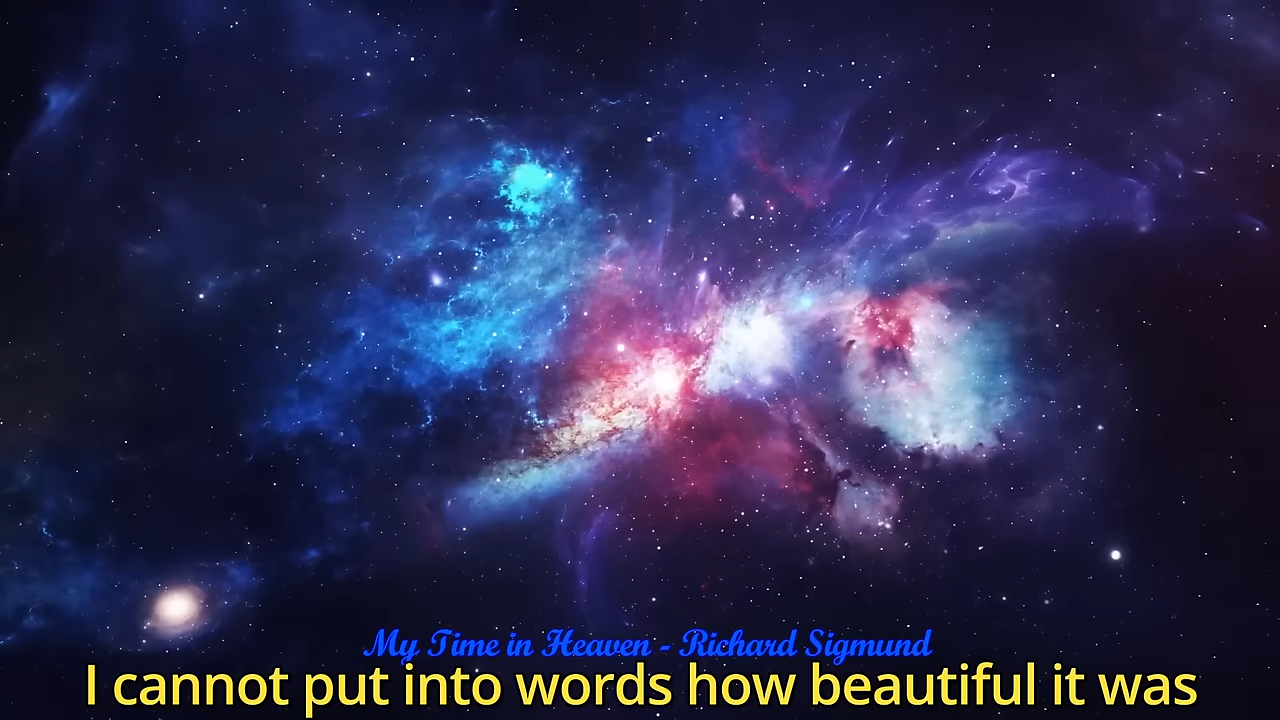 My Time in Heaven - Richard Sigmund
I cannot put into words how beautiful it was